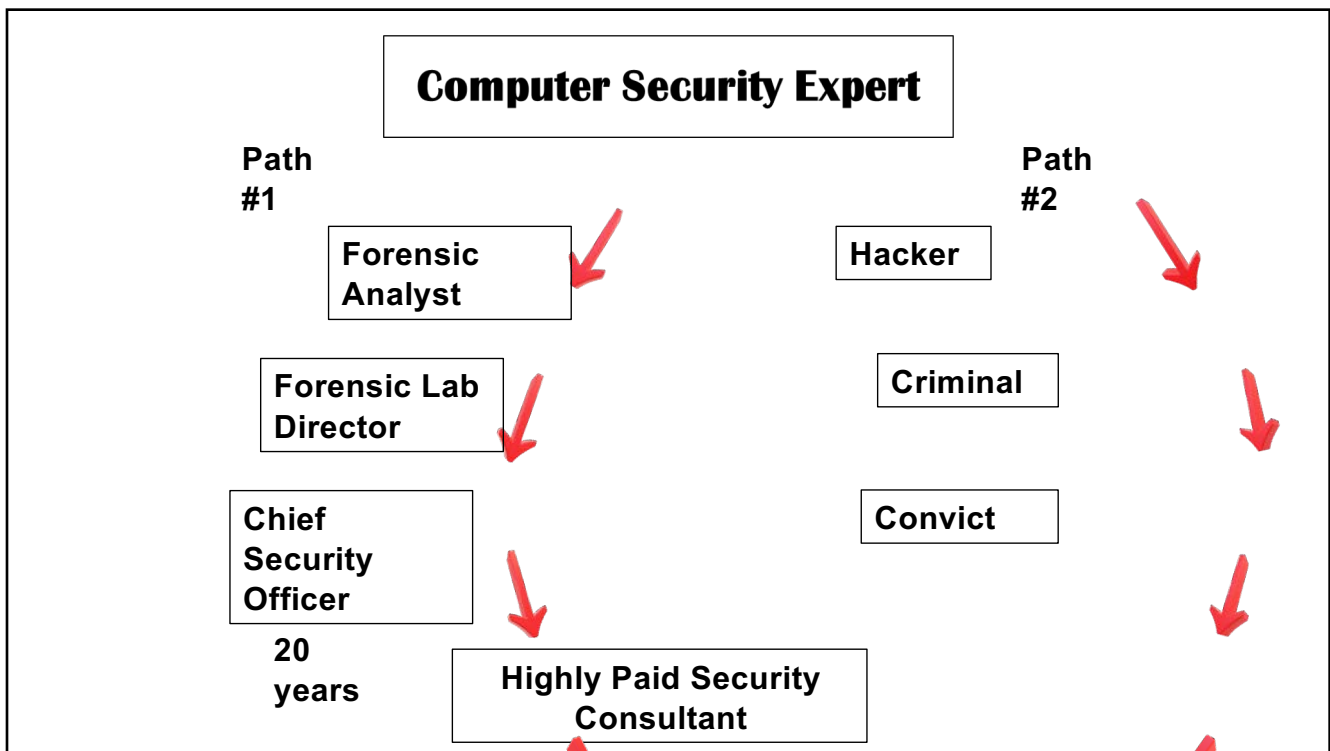 Computer Security Expert
Path
#1
Path
#2
Forensic
Analyst
Hacker
Forensic Lab
Director
Criminal
Chief
Security
Officer
Convict
20
years
Highly Paid Security
Consultant